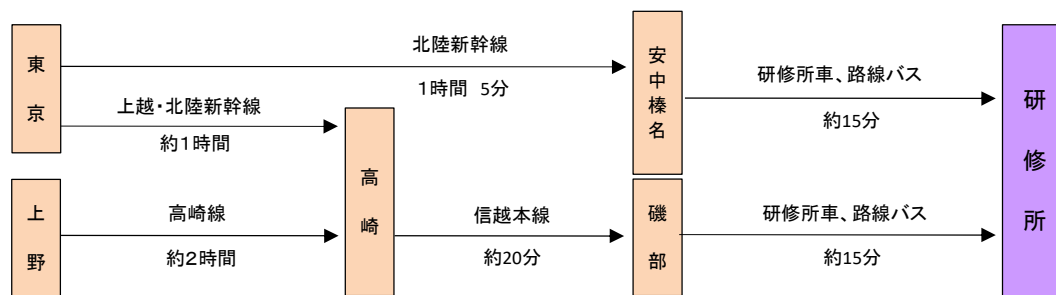 東京
北陸新幹線
1時間 5分
安中榛名
研修所車、路線バス
約15分
研修所
上越・北陸新幹線
約1時間
高崎
上野
高崎線
約2時間
信越本線
約20分
磯部
研修所車、路線バス
約15分